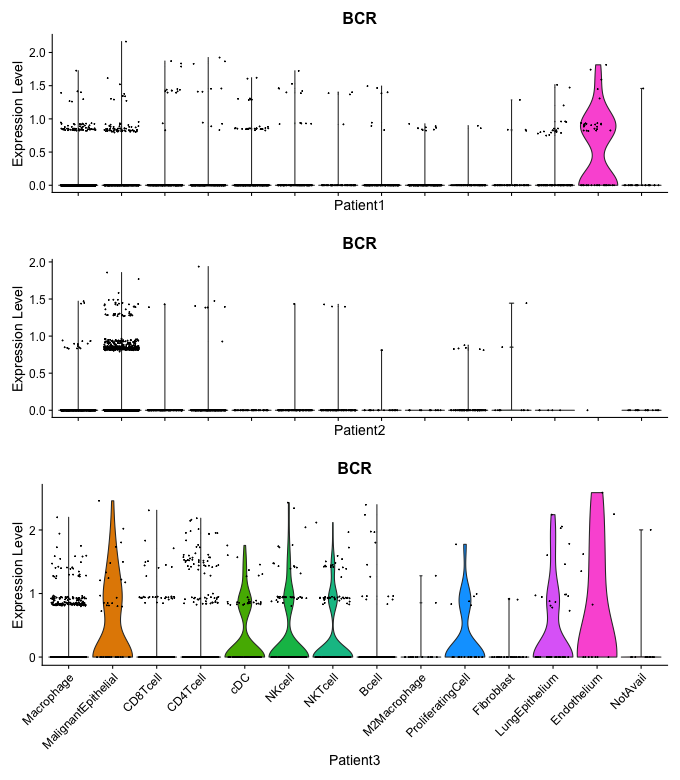 BCR
Expression Level
2.0
1.5
1.0
0.5
0.0
Patient1
BCR
Expression Level
2.0
1.5
1.0
0.5
0.0
Patient2
BCR
Expression Level
2
1
0
Macrophage
MalignantEpithelial
CD8Tcell
CD4Tcell
cDC
NKcell
NKTcell
Bcell
M2Macrophage
ProliferatingCell
Fibroblast
LungEpithelium
Endothelium
NotAvail
Patient3